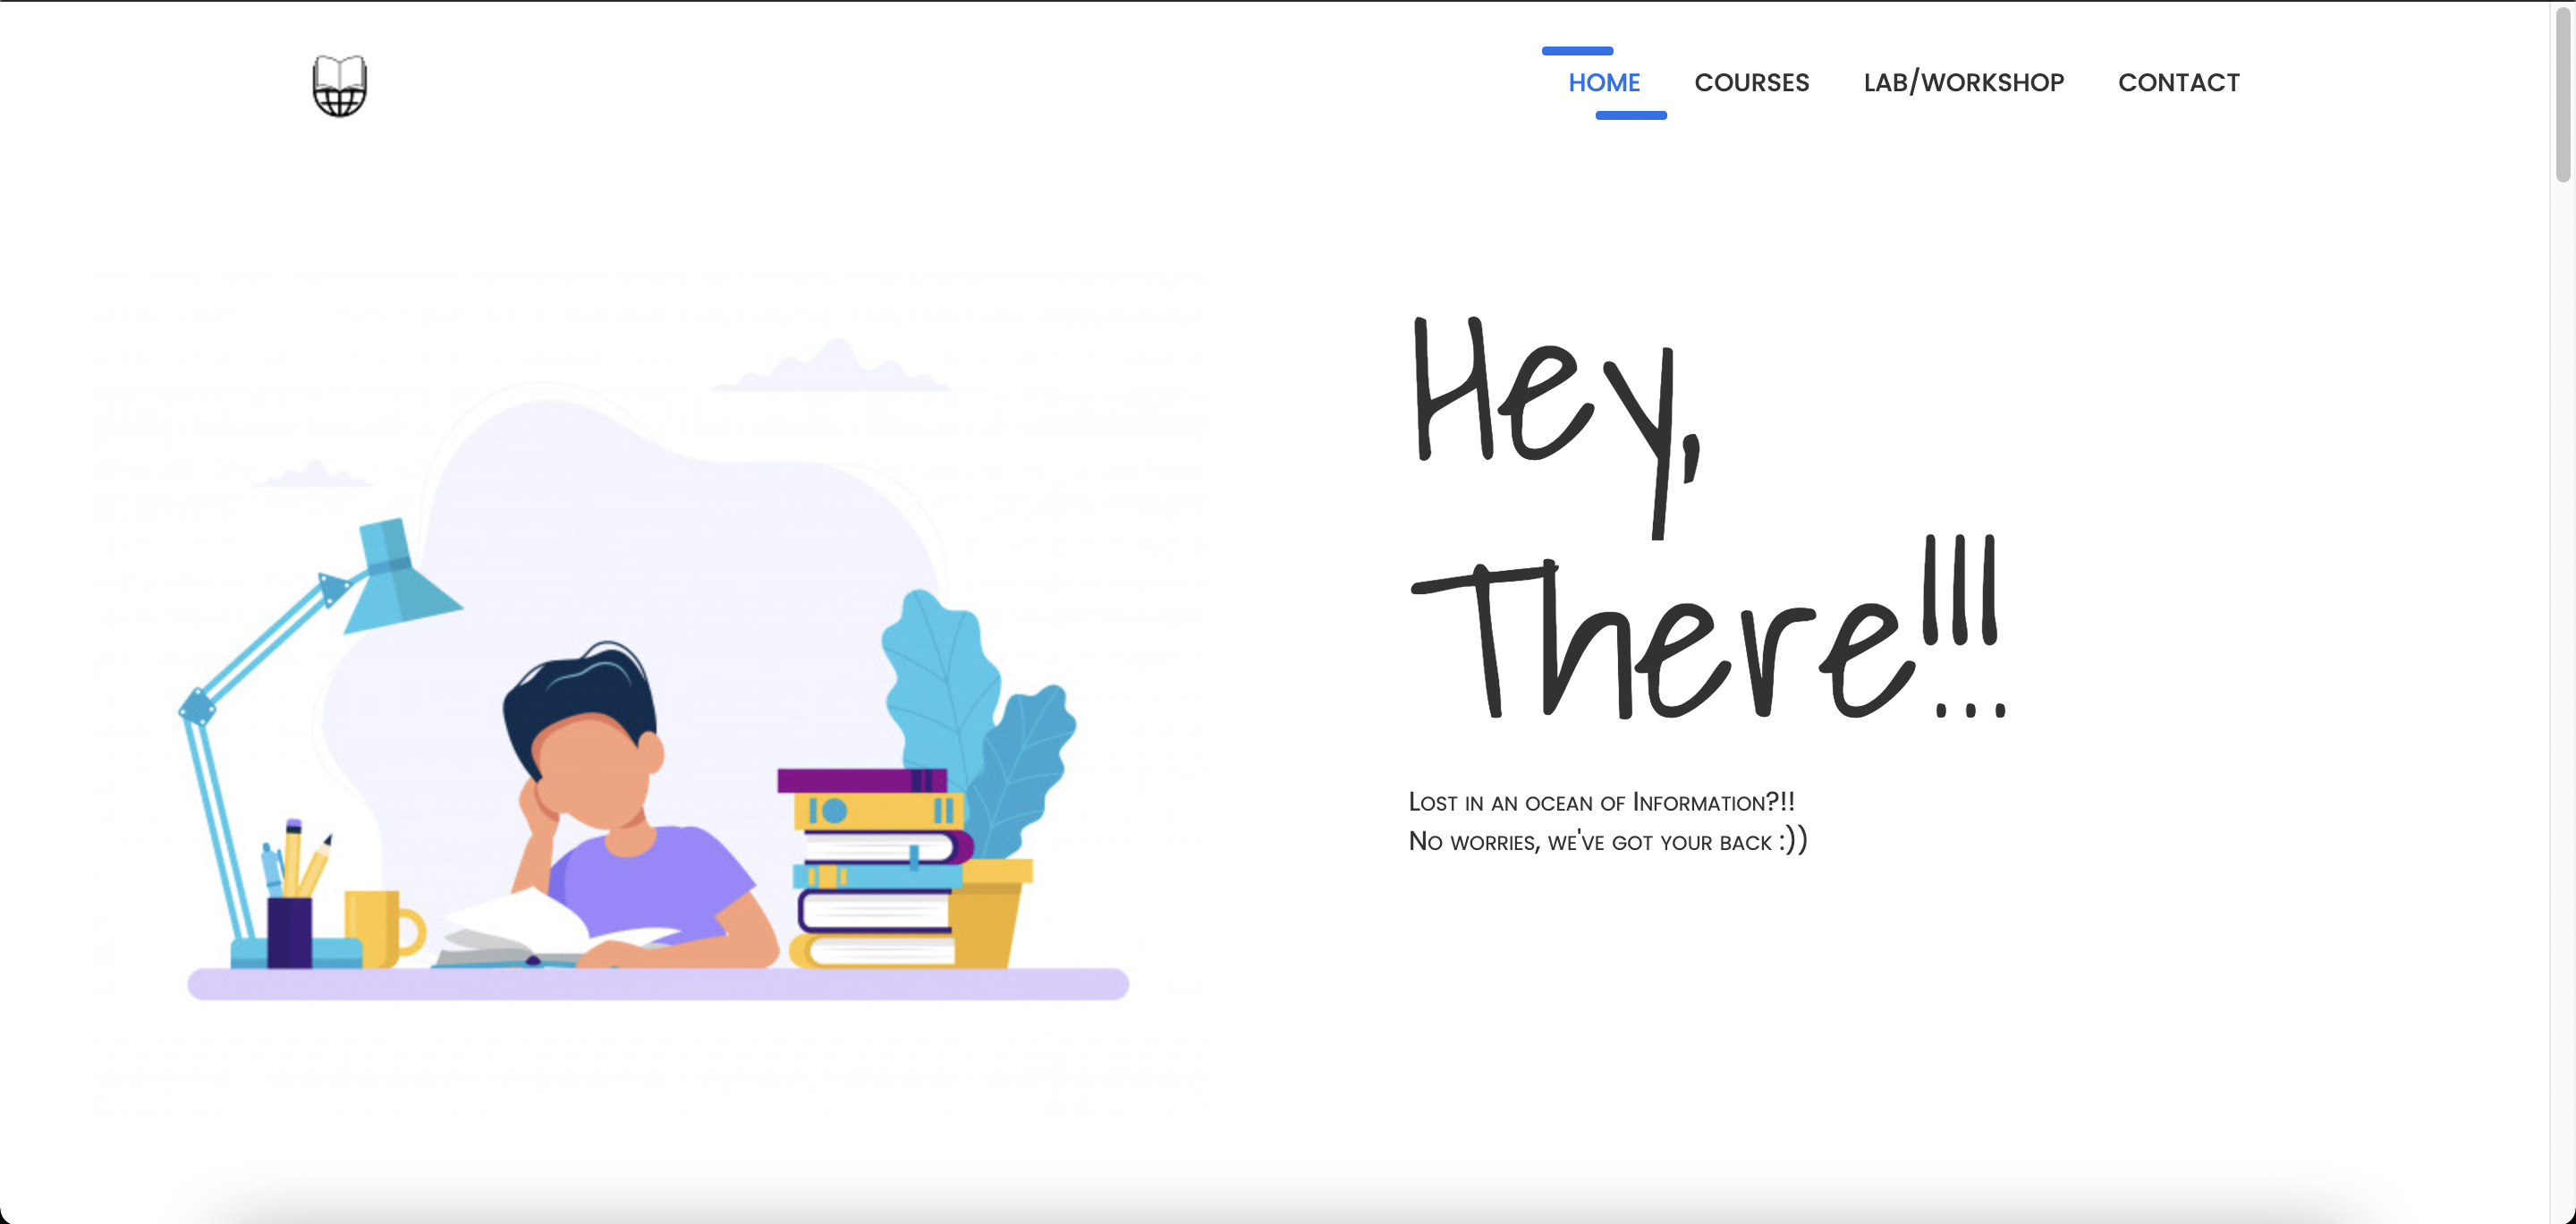 HOME COURSES LAB/WORKSHOP CONTACT
Hey,
There!!!...
Lost in an ocean of Information?!!
No worries, we've got your back :))